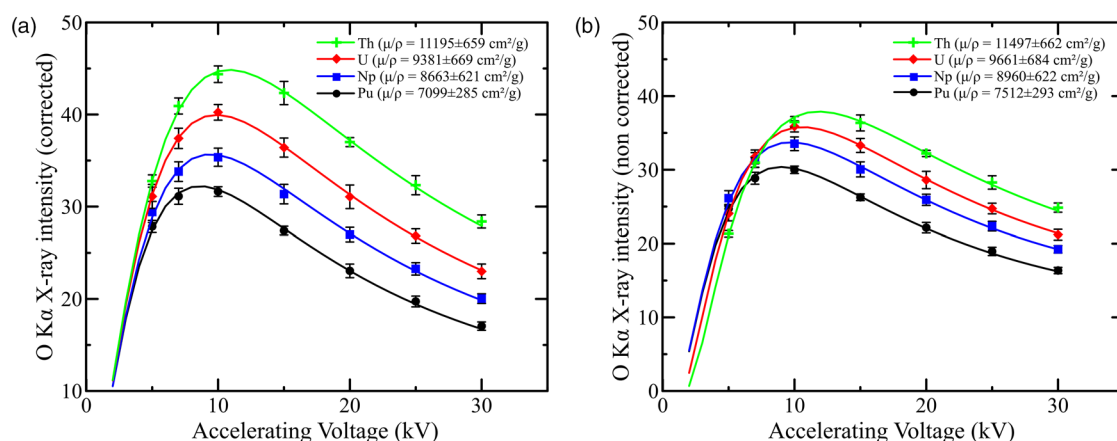 (a)
50
40
30
20
10
0
10
20
30
O Kα X-ray intensity (corrected)
Accelerating Voltage (kV)
Th (μ/ρ = 11195±659 cm²/g)
U (μ/ρ = 9381±669 cm²/g)
Np (μ/ρ = 8663±621 cm²/g)
Pu (μ/ρ = 7099±285 cm²/g)
(b)
50
40
30
20
10
0
0
10
20
30
O Kα X-ray intensity (non corrected)
Accelerating Voltage (kV)
Th (μ/ρ = 11497±662 cm²/g)
U (μ/ρ = 9661±684 cm²/g)
Np (μ/ρ = 8960±622 cm²/g)
Pu (μ/ρ = 7512±293 cm²/g)